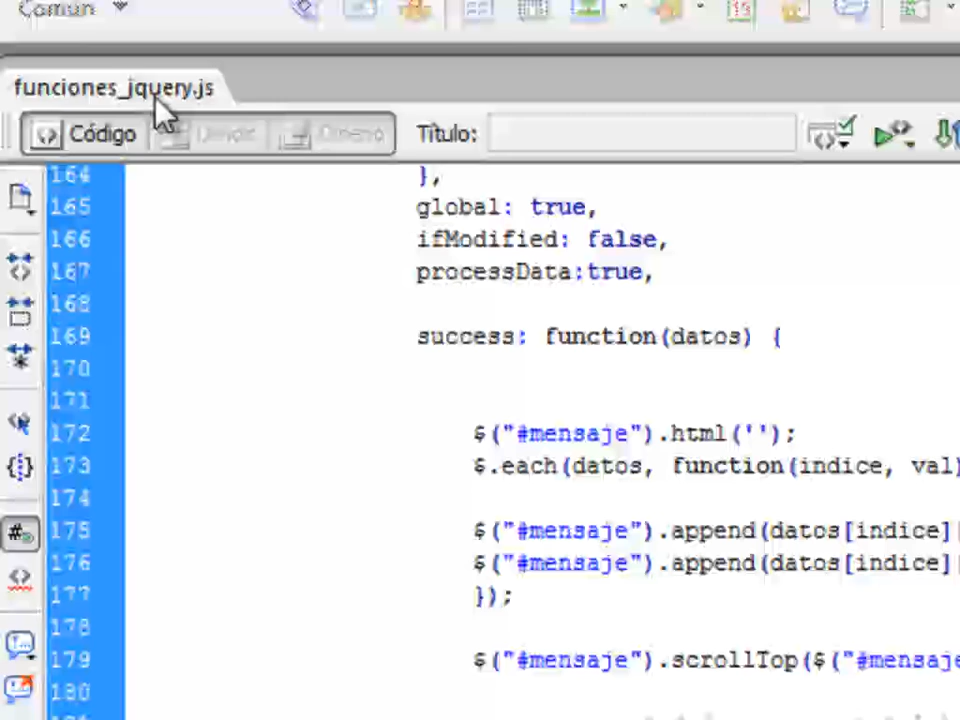 Común
funciones_jquery.js
Código Dividir Diseño Título:
164 },
165 global: true,
166 ifModified: false,
167 processData:true,
168
169 success: function(datos) {
170
171
172 $("#mensaje").html('');
173 $.each(datos, function(indice, val)
174
175 $("#mensaje").append(datos[indice]
176 $("#mensaje").append(datos[indice]
177 });
178
179 $("#mensaje").scrollTop($("#mensaje
180